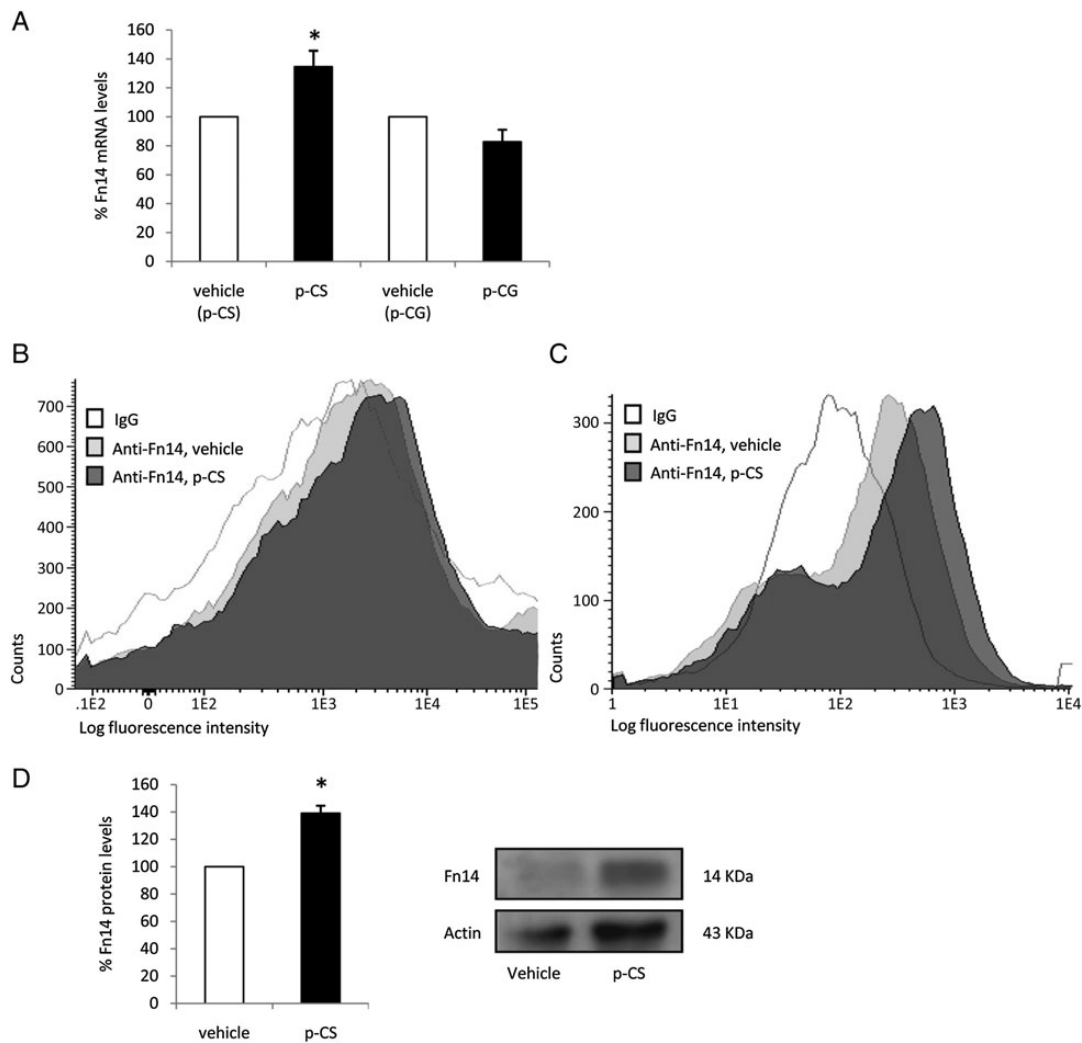 A
% Fn14 mRNA levels
160
140
120
100
80
60
40
20
0
*
vehicle
(p-CS)
p-CS
vehicle
(p-CG)
p-CG
B
IgG
Anti-Fn14, vehicle
Anti-Fn14, p-CS
Counts
700
600
500
400
300
200
100
0
.1E2 0 1E2 1E3 1E4 1E5
Log fluorescence intensity
C
IgG
Anti-Fn14, vehicle
Anti-Fn14, p-CS
Counts
300
200
100
0
1 1E1 1E2 1E3 1E4
Log fluorescence intensity
D
% Fn14 protein levels
160
140
120
100
80
60
40
20
0
*
vehicle p-CS
Fn14 14 KDa
Actin 43 KDa
Vehicle p-CS